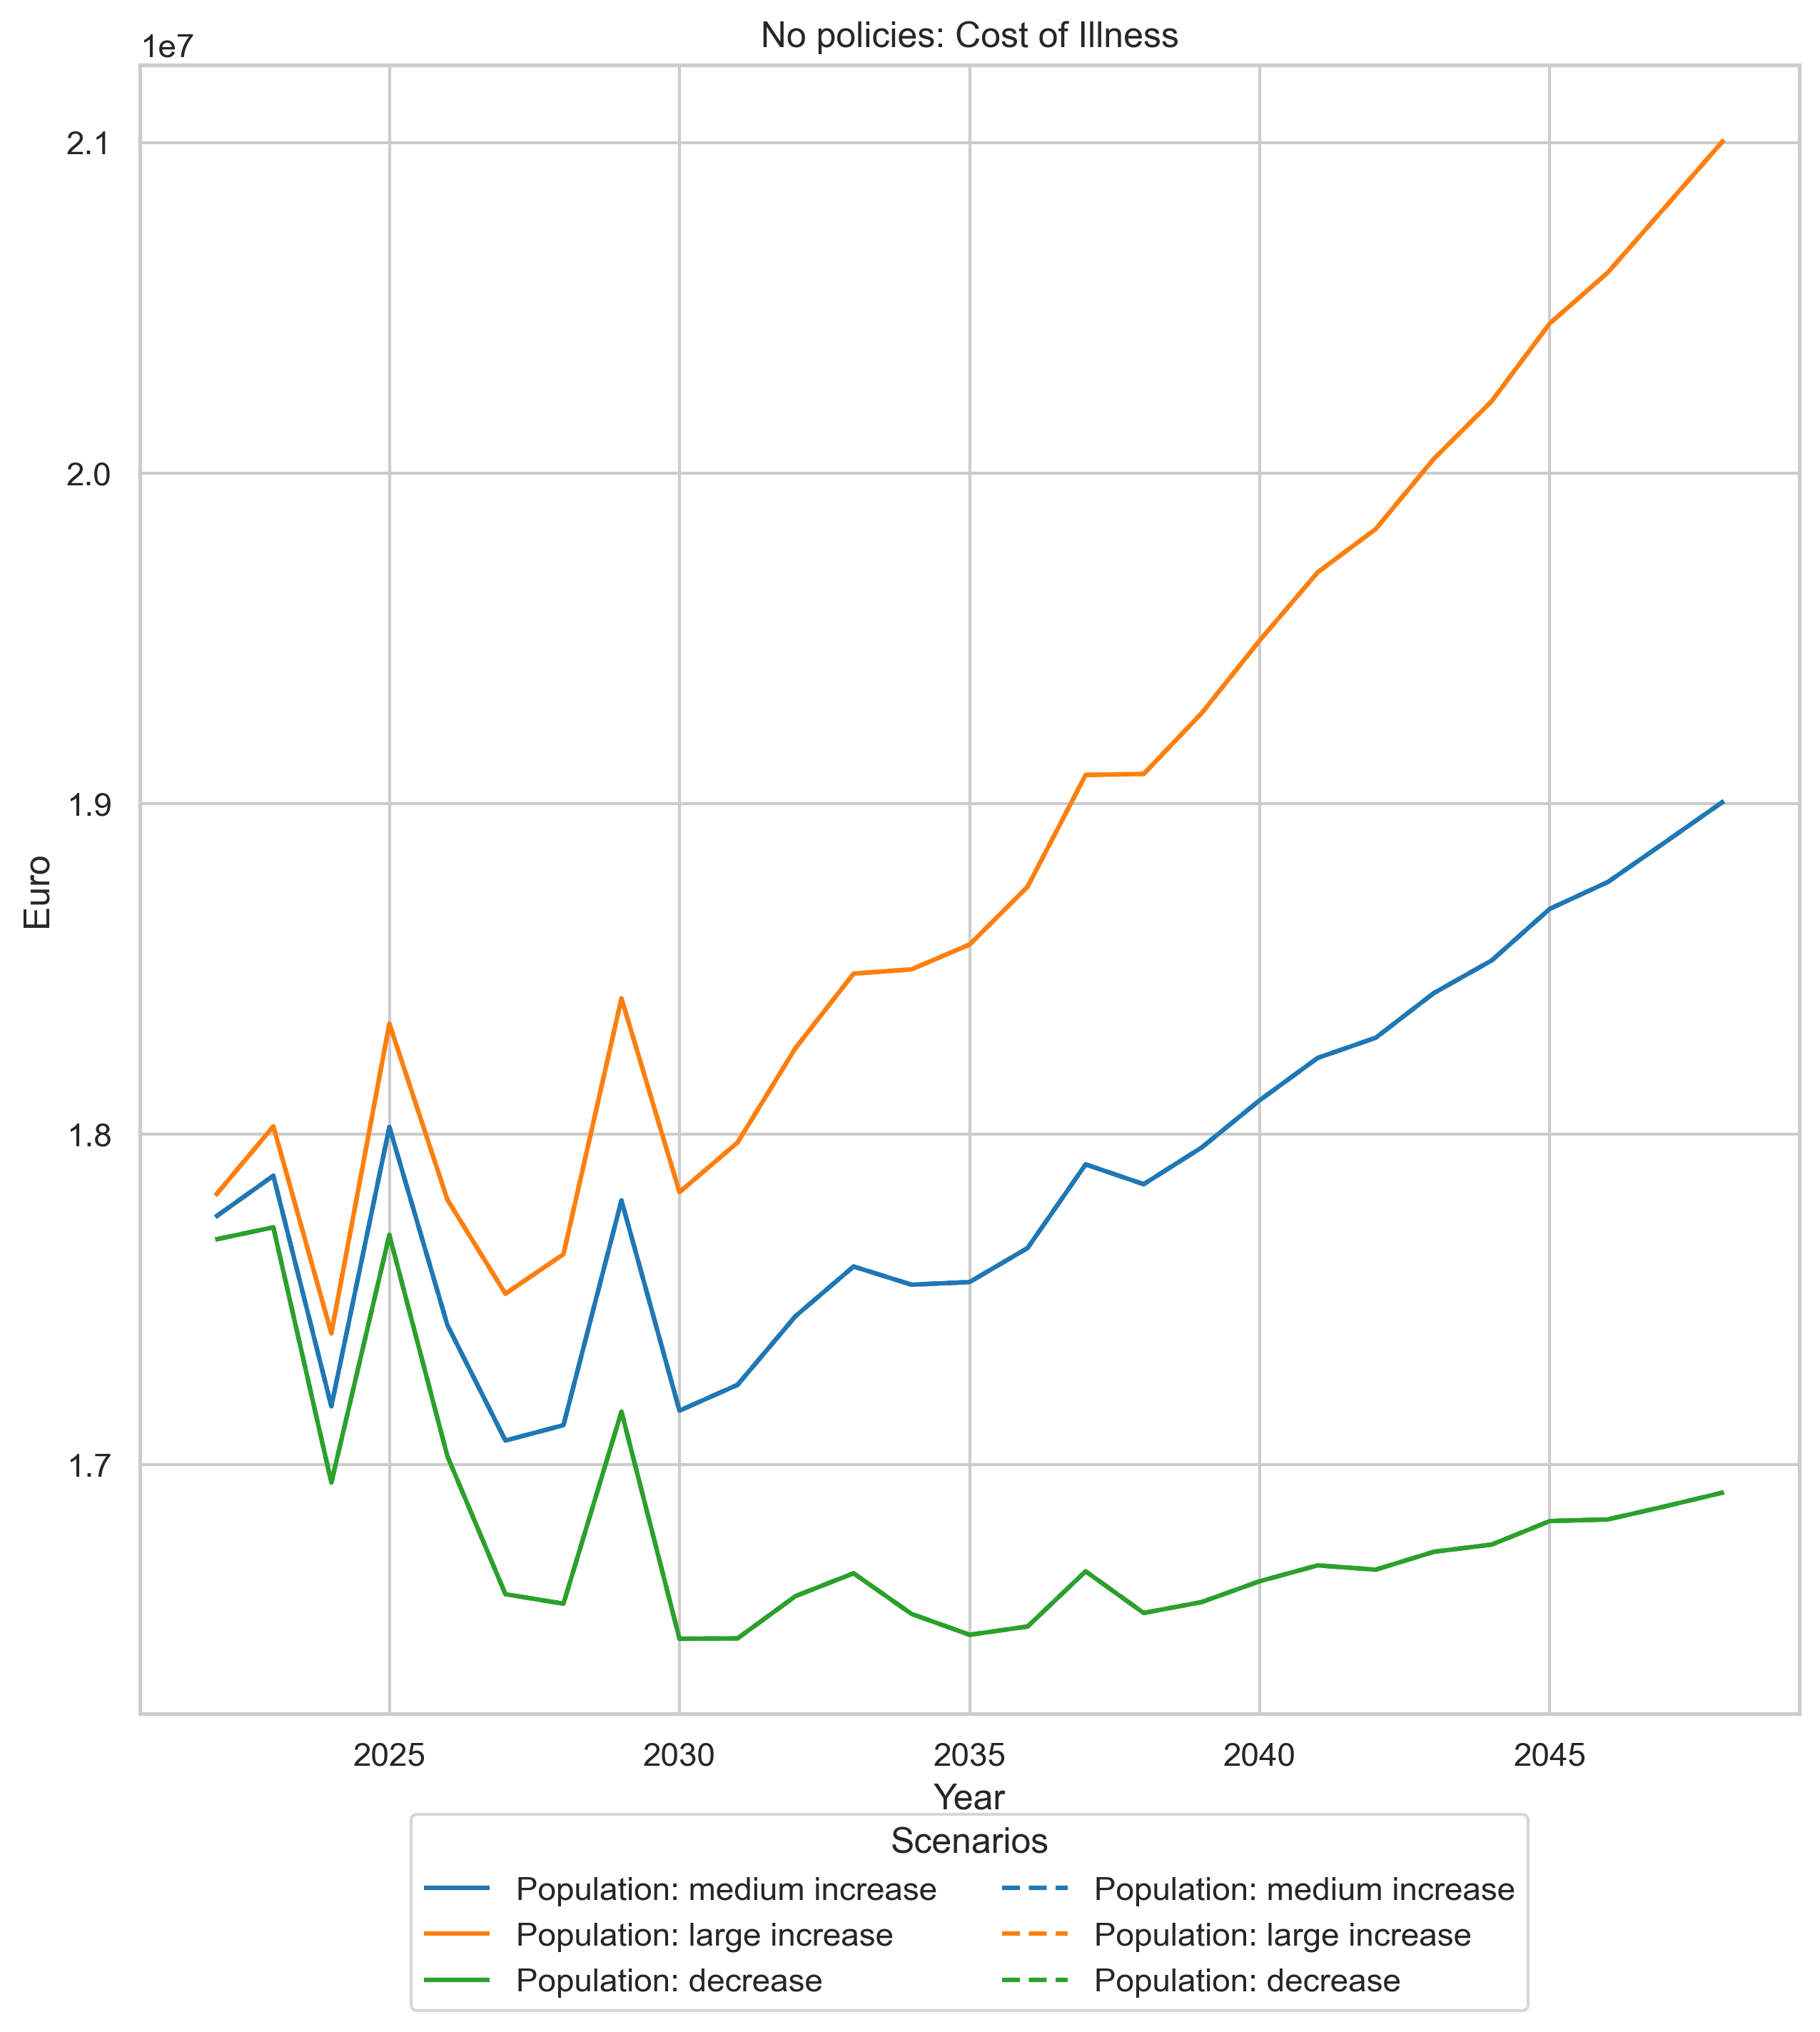 No policies: Cost of Illness
1e7
2.1
2.0
1.9
1.8
1.7
Euro
2025 2030 2035 2040 2045
Year
Scenarios
Population: medium increase Population: medium increase
Population: large increase Population: large increase
Population: decrease Population: decrease